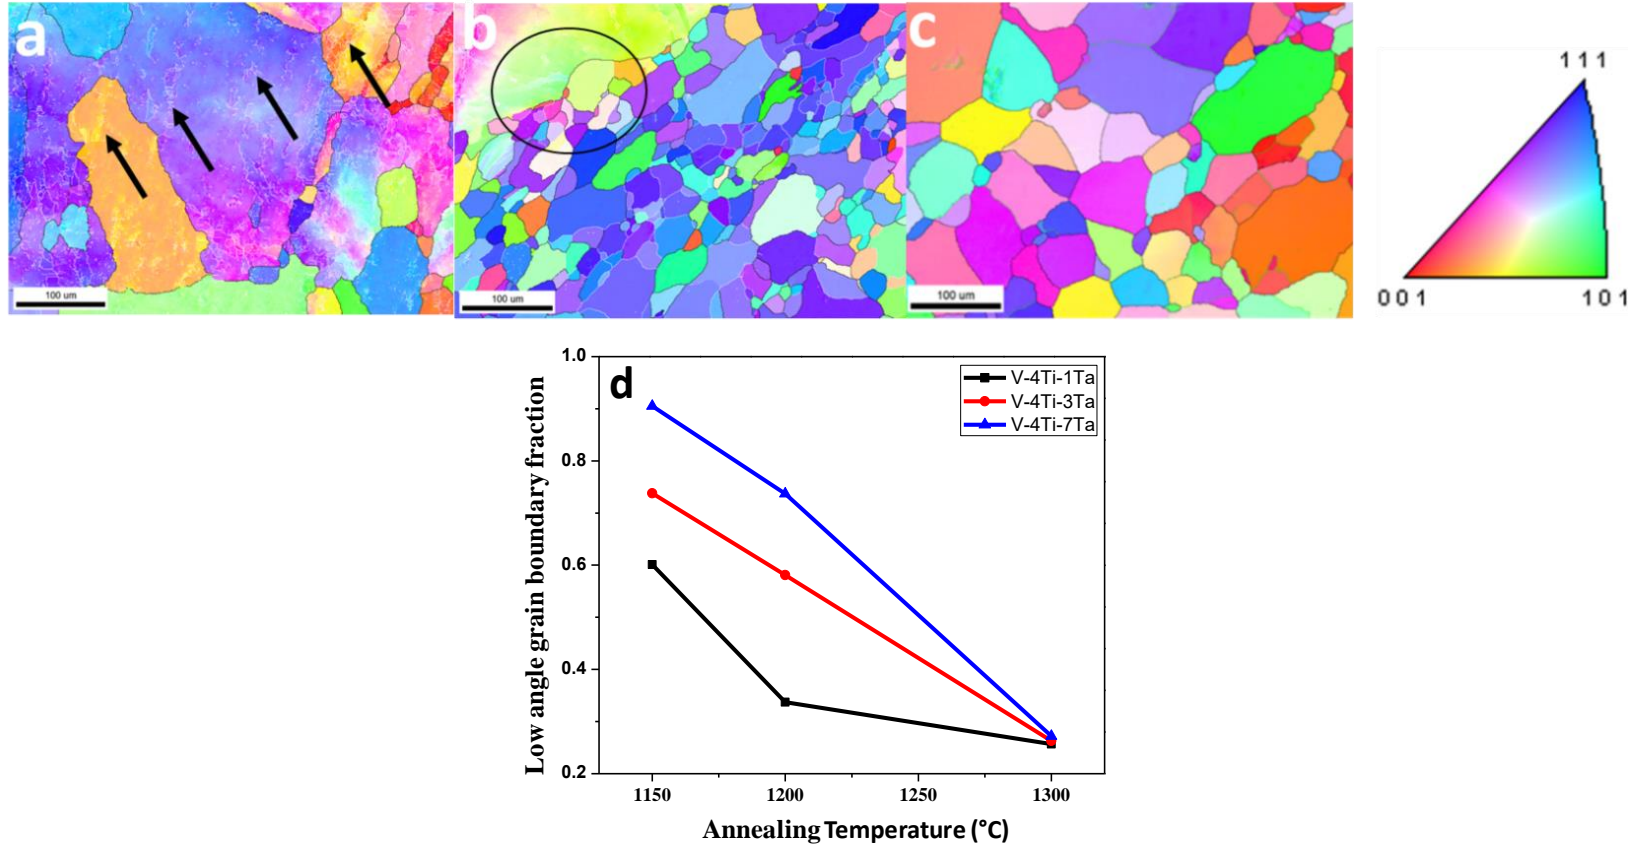 a
b
c
100 um
100 um
100 um
1 1 1
0 0 1
1 0 1
d
V-4Ti-1Ta
V-4Ti-3Ta
V-4Ti-7Ta
1.0
0.8
0.6
0.4
0.2
Low angle grain boundary fraction
1150
1200
1250
1300
Annealing Temperature (°C)